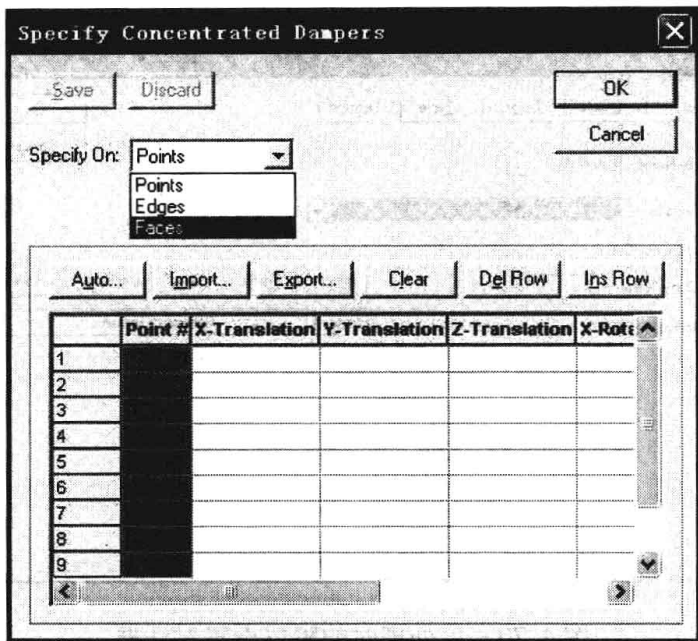 Specify Concentrated Dampers
Save Discard OK
Cancel
Specify On: Points
Points
Edges
Faces
Auto... Import... Export... Clear Del Row Ins Row
Point # X-Translation Y-Translation Z-Translation X-Rota
1
2
3
4
5
6
7
8
9